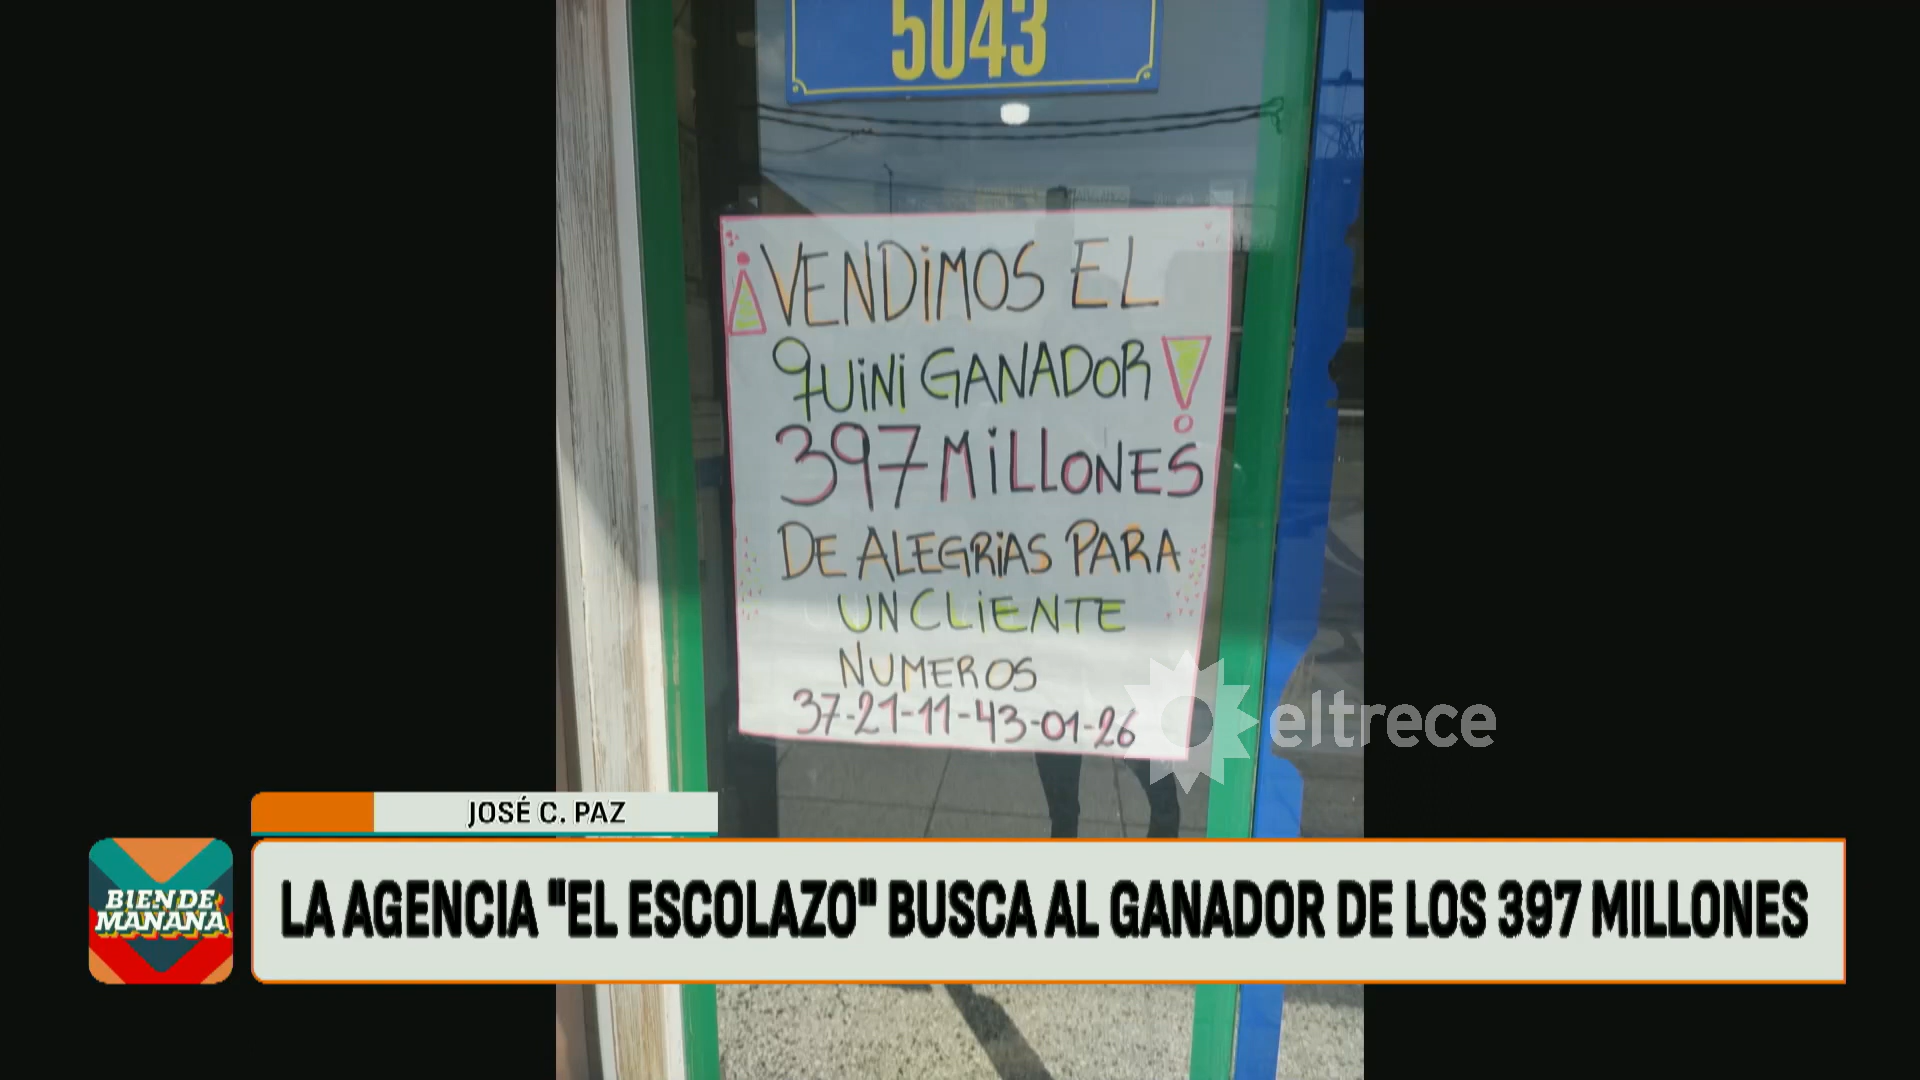 5043
¡VENDIMOS EL
QUINI GANADOR!
397 MILLONES
DE ALEGRIAS PARA
UN CLIENTE
NUMEROS
37-21-11-43-01-26
eltrece
JOSÉ C. PAZ
BIEN DE
MAÑANA
LA AGENCIA "EL ESCOLAZO" BUSCA AL GANADOR DE LOS 397 MILLONES